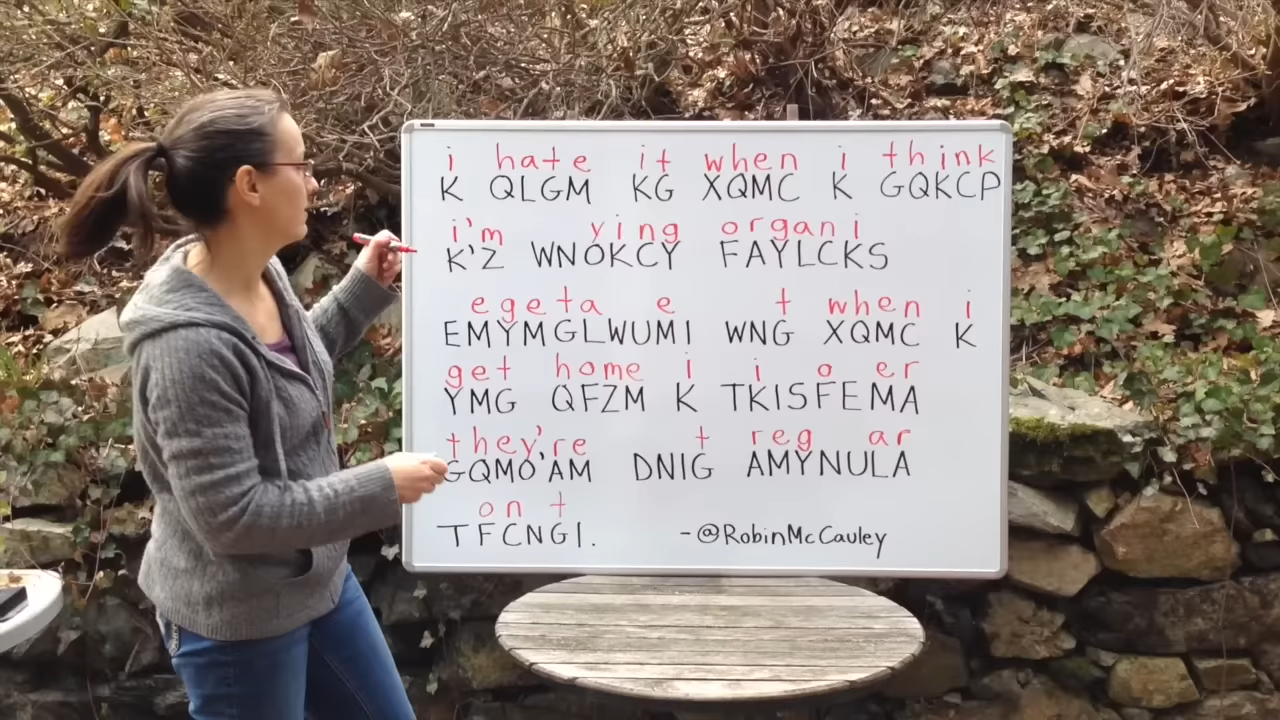 i hate it when i think
K QLGM KG XQMC K GQKCP
i'm ying organi
K'Z WNOKCY FAYLCKS
egeta e t when i
EMYMGLWUMI WNG XQMC K
get home i i o er
YMG QFZM K TKISFEMA
they're t reg ar
GQMO'AM DNIG AMYNULA
on t
TFCNGI.
-@RobinMcCauley